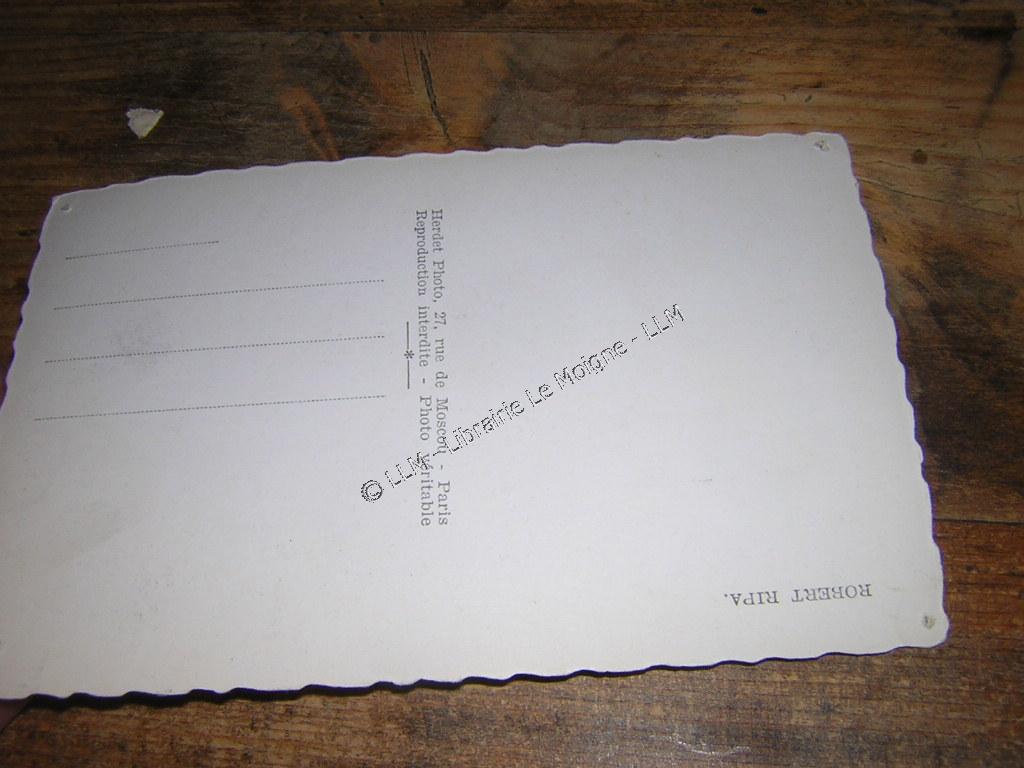 ROBERT RIPA.
Herdet Photo, 27, rue de Moscou - Paris
Reproduction interdite - Photo Véritable
© LLM - Librairie Le Moigne - LLM